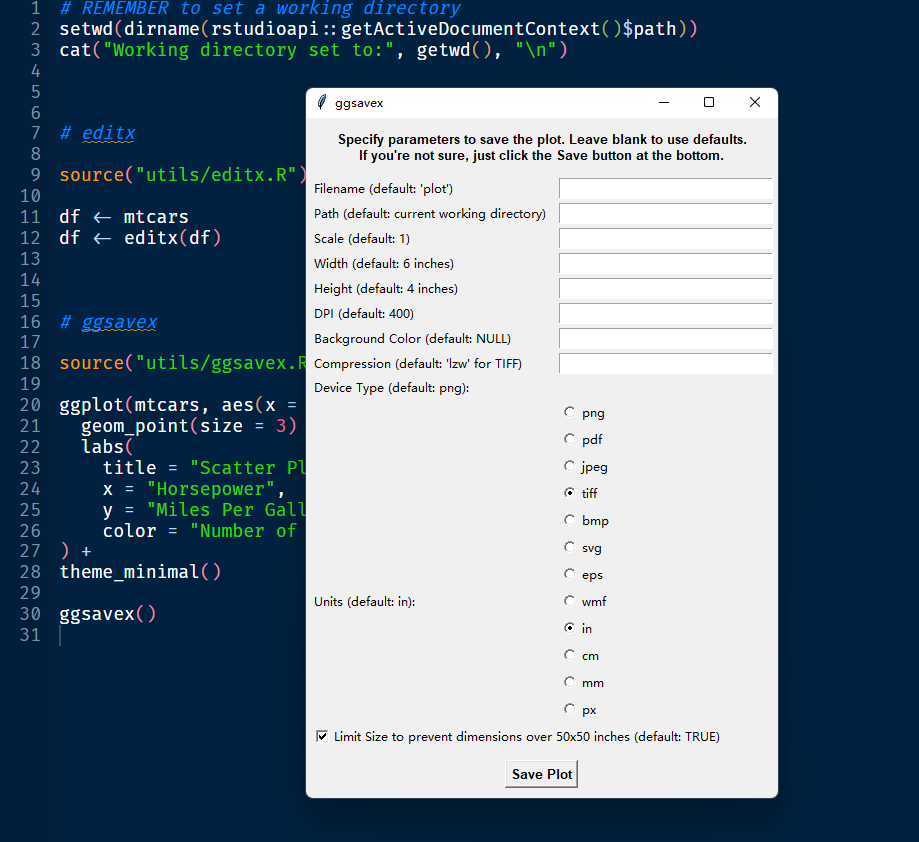 1 # REMEMBER to set a working directory
2 setwd(dirname(rstudioapi::getActiveDocumentContext()$path))
3 cat("Working directory set to:", getwd(), "\n")
4
5
6
7 # editx
8
9 source("utils/editx.R")
10
11 df <- mtcars
12 df <- editx(df)
13
14
15
16 # ggsavex
17
18 source("utils/ggsavex.R
19
20 ggplot(mtcars, aes(x =
21 geom_point(size = 3)
22 labs(
23 title = "Scatter Pl
24 x = "Horsepower",
25 y = "Miles Per Gall
26 color = "Number of
27 ) +
28 theme_minimal()
29
30 ggsavex()
31
ggsavex
Specify parameters to save the plot. Leave blank to use defaults.
If you're not sure, just click the Save button at the bottom.
Filename (default: 'plot')
Path (default: current working directory)
Scale (default: 1)
Width (default: 6 inches)
Height (default: 4 inches)
DPI (default: 400)
Background Color (default: NULL)
Compression (default: 'lzw' for TIFF)
Device Type (default: png):
png
pdf
jpeg
tiff
bmp
svg
eps
Units (default: in): wmf
in
cm
mm
px
Limit Size to prevent dimensions over 50x50 inches (default: TRUE)
Save Plot